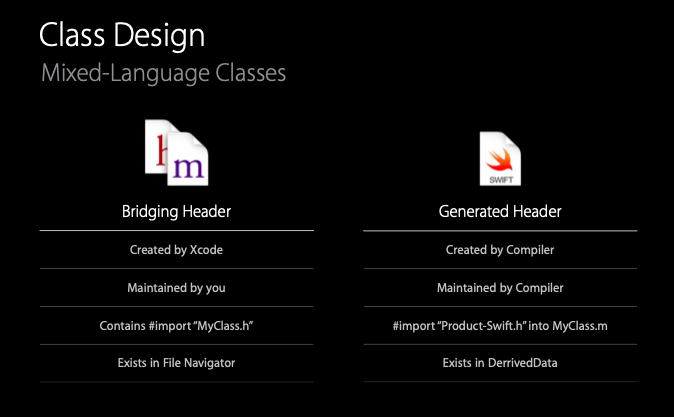 Class Design
Mixed-Language Classes
h
m
SWIFT
Bridging Header
Generated Header
Created by Xcode
Created by Compiler
Maintained by you
Maintained by Compiler
Contains #import “MyClass.h”
#import “Product-Swift.h” into MyClass.m
Exists in File Navigator
Exists in DerrivedData